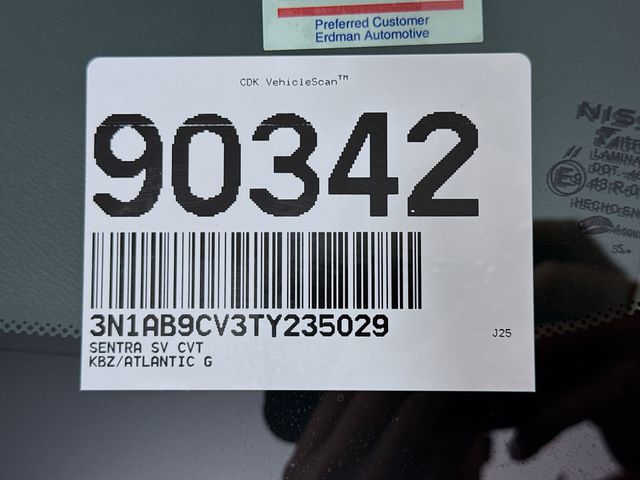 Preferred Customer
Erdman Automotive
CDK VehicleScan™
90342
3N1AB9CV3TY235029
J25
SENTRA SV CVT
KBZ/ATLANTIC G